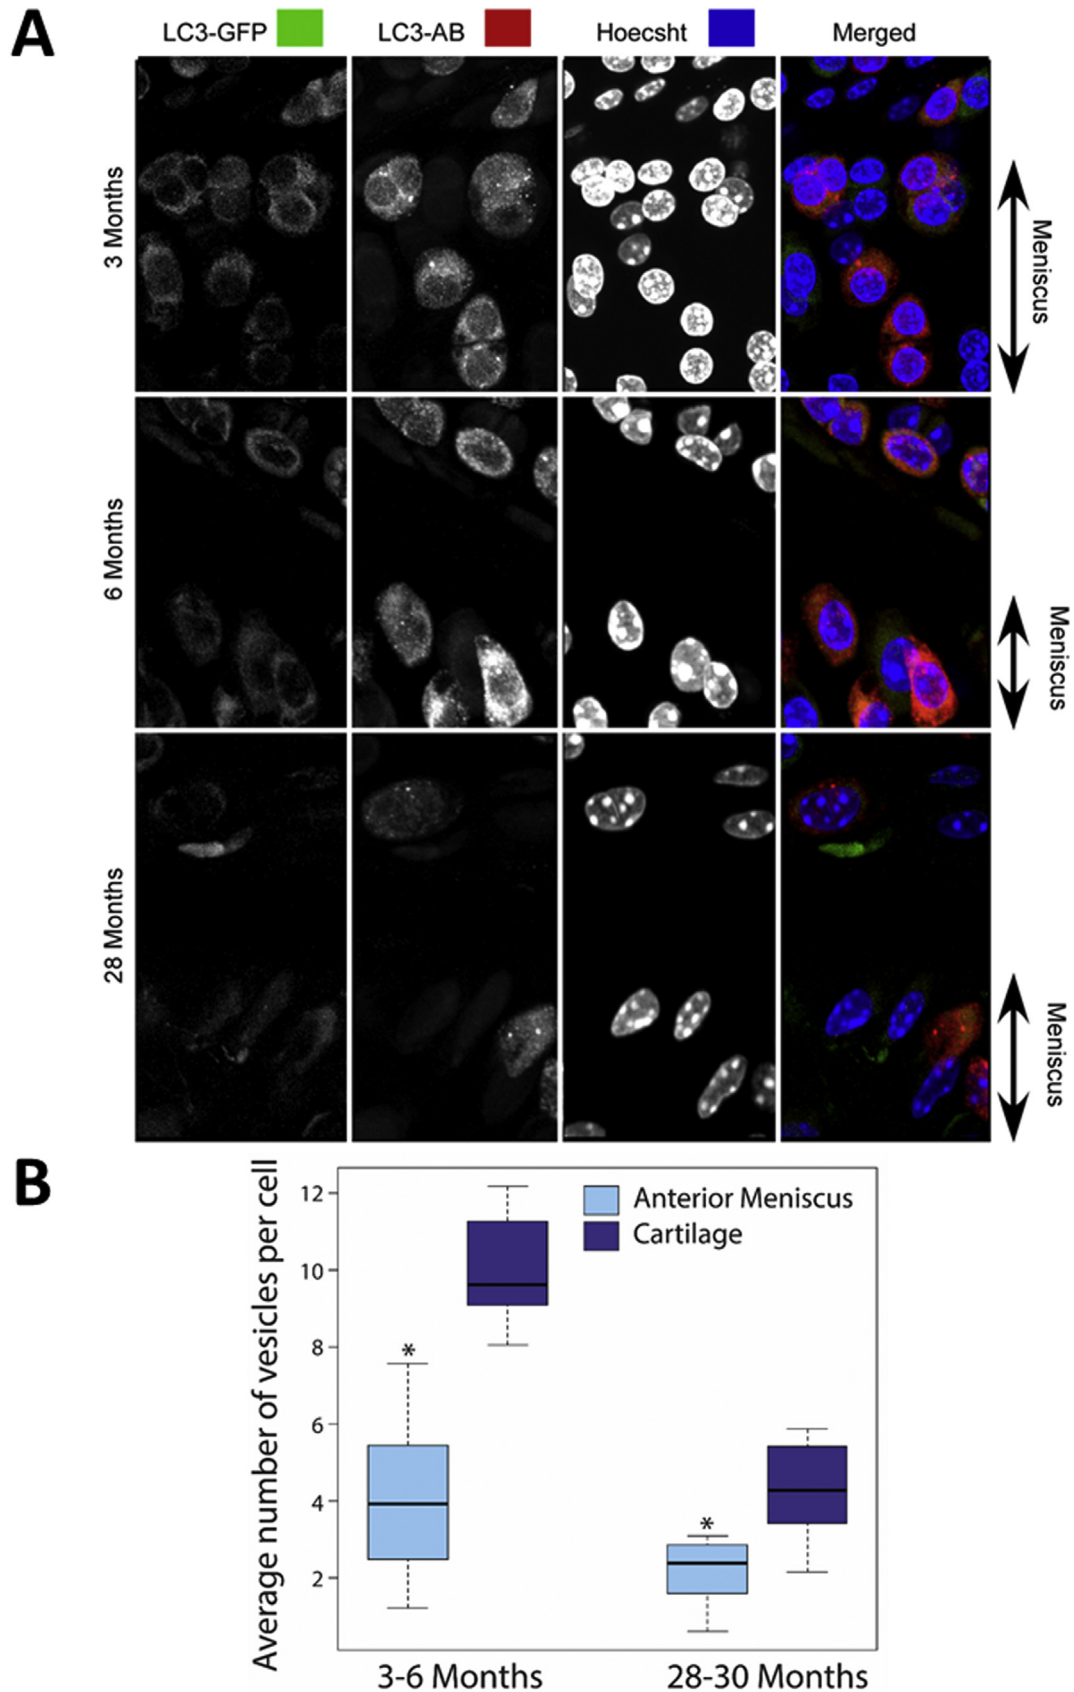 A
LC3-GFP
LC3-AB
Hoecsht
Merged
3 Months
Meniscus
6 Months
Meniscus
28 Months
Meniscus
B
Average number of vesicles per cell
12
10
8
6
4
2
*
*
Anterior Meniscus
Cartilage
3-6 Months
28-30 Months